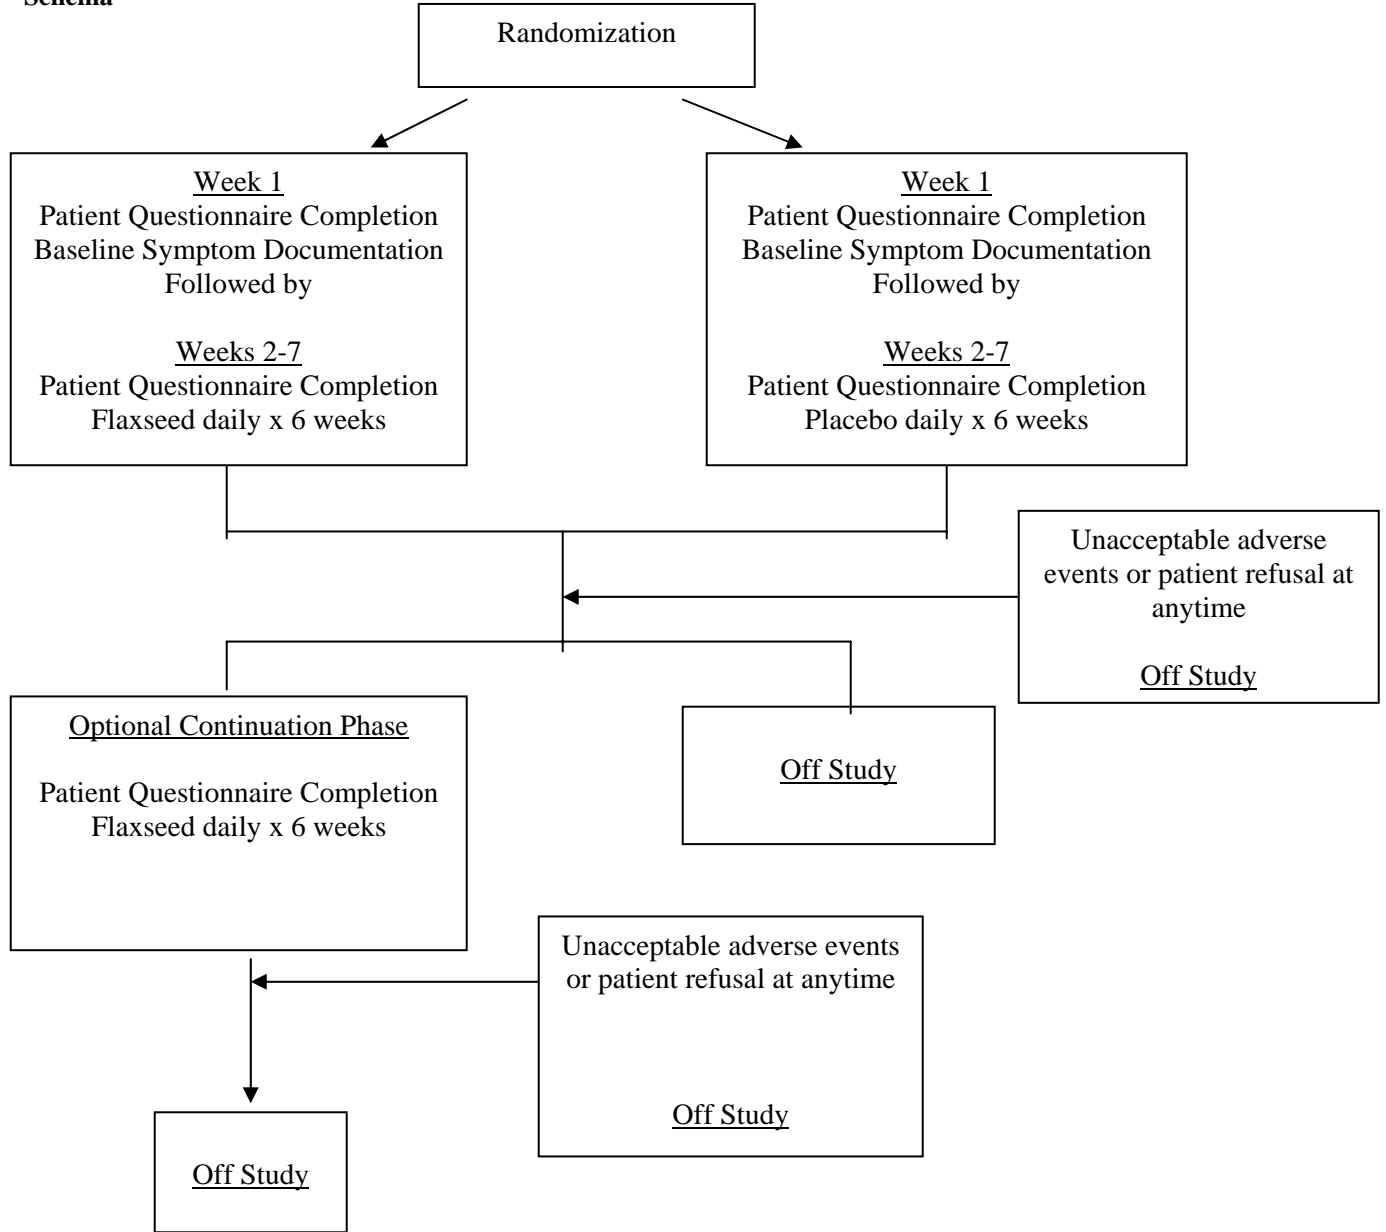 Schema
Randomization
Week 1
Patient Questionnaire Completion
Baseline Symptom Documentation
Followed by
Weeks 2-7
Patient Questionnaire Completion
Flaxseed daily x 6 weeks
Week 1
Patient Questionnaire Completion
Baseline Symptom Documentation
Followed by
Weeks 2-7
Patient Questionnaire Completion
Placebo daily x 6 weeks
Unacceptable adverse
events or patient refusal at
anytime
Off Study
Optional Continuation Phase
Patient Questionnaire Completion
Flaxseed daily x 6 weeks
Off Study
Unacceptable adverse events
or patient refusal at anytime
Off Study
Off Study